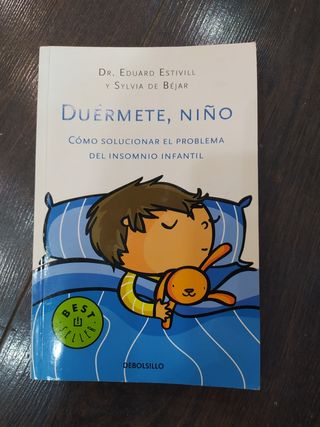 DR. EDUARD ESTIVILL
Y SYLVIA DE BÉJAR
DUÉRMETE, NIÑO
CÓMO SOLUCIONAR EL PROBLEMA
DEL INSOMNIO INFANTIL
BEST
SELLER
DEBOLSILLO